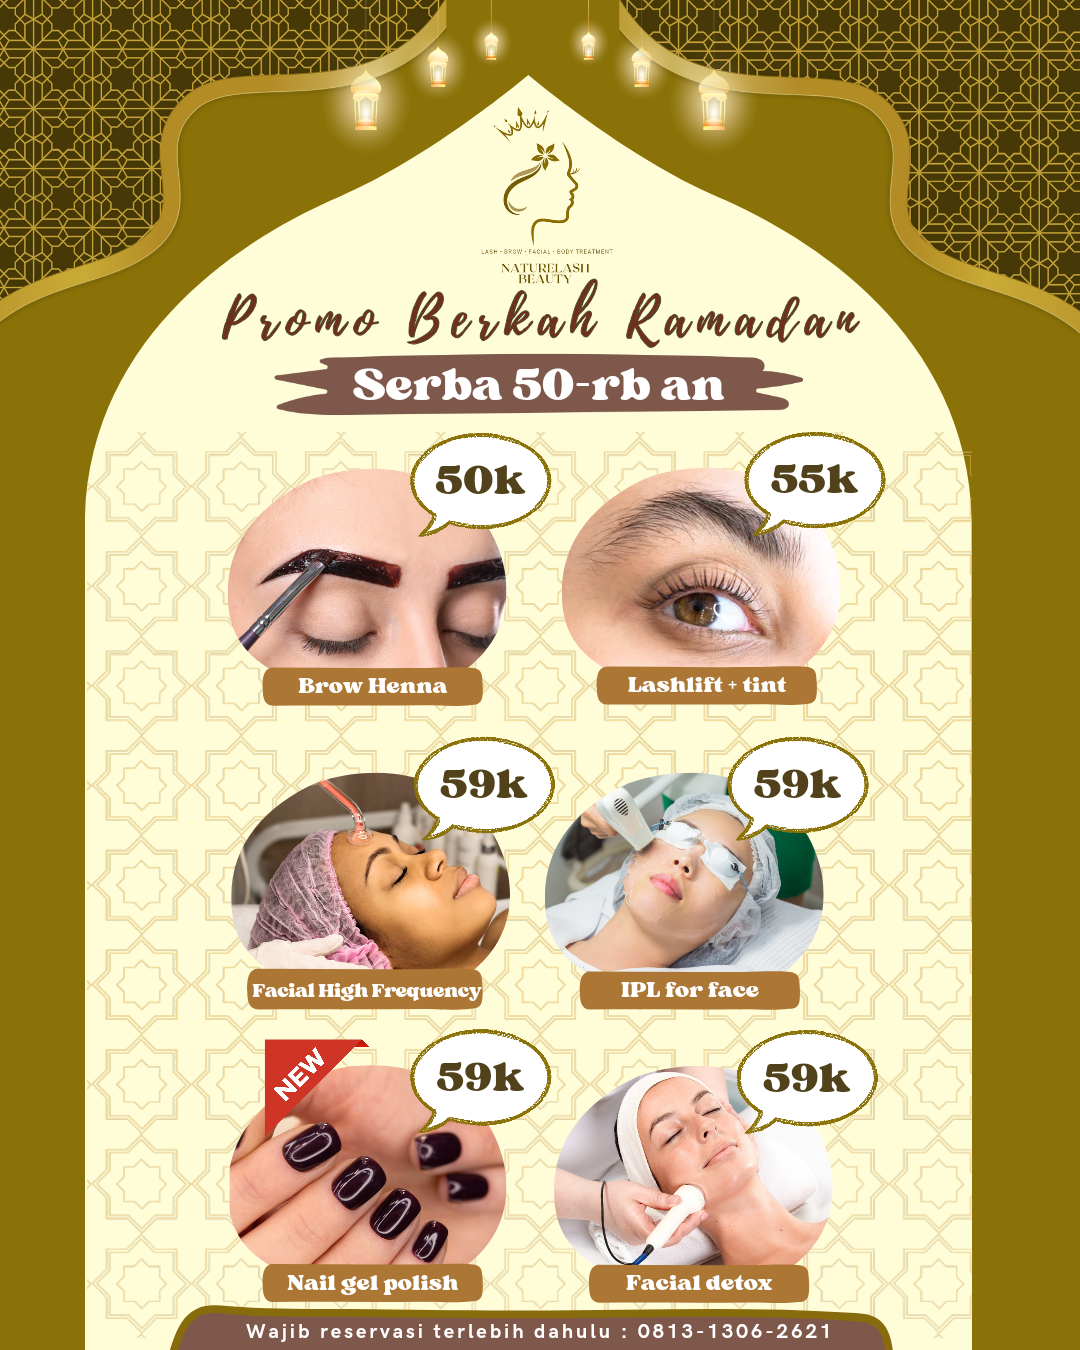 LASH • BROW • FACIAL • BODY TREATMENT
NATURELASH
BEAUTY
Promo Berkah Ramadan
Serba 50-rb an
50k
55k
Brow Henna
Lashlift + tint
59k
59k
Facial High Frequency
IPL for face
NEW
59k
59k
Nail gel polish
Facial detox
Wajib reservasi terlebih dahulu : 0813-1306-2621